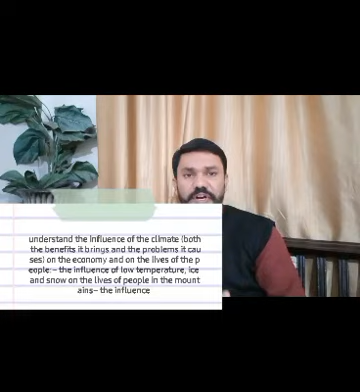 understand the influence of the climate (both
the benefits it brings and the problems it cau
ses) on the economy and on the lives of the p
eople:– the influence of low temperature, ice
and snow on the lives of people in the mount
ains– the influence